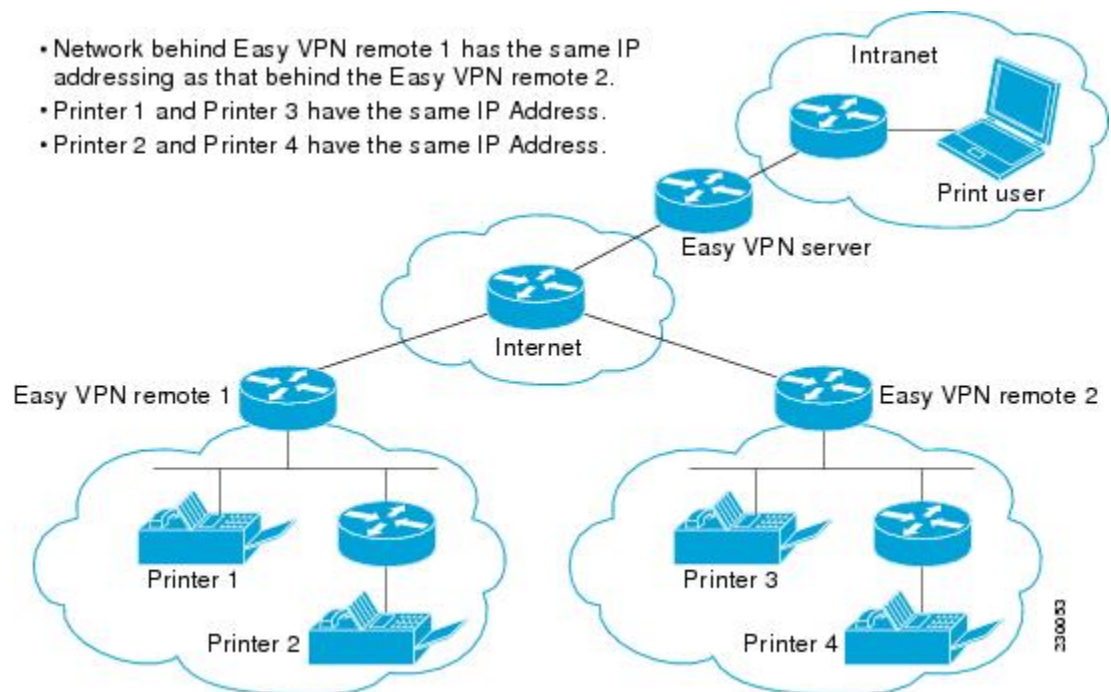 • Network behind Easy VPN remote 1 has the same IP
addressing as that behind the Easy VPN remote 2.
• Printer 1 and Printer 3 have the same IP Address.
• Printer 2 and Printer 4 have the same IP Address.
Intranet
Print user
Easy VPN server
Internet
Easy VPN remote 1
Easy VPN remote 2
Printer 1
Printer 2
Printer 3
Printer 4
230053